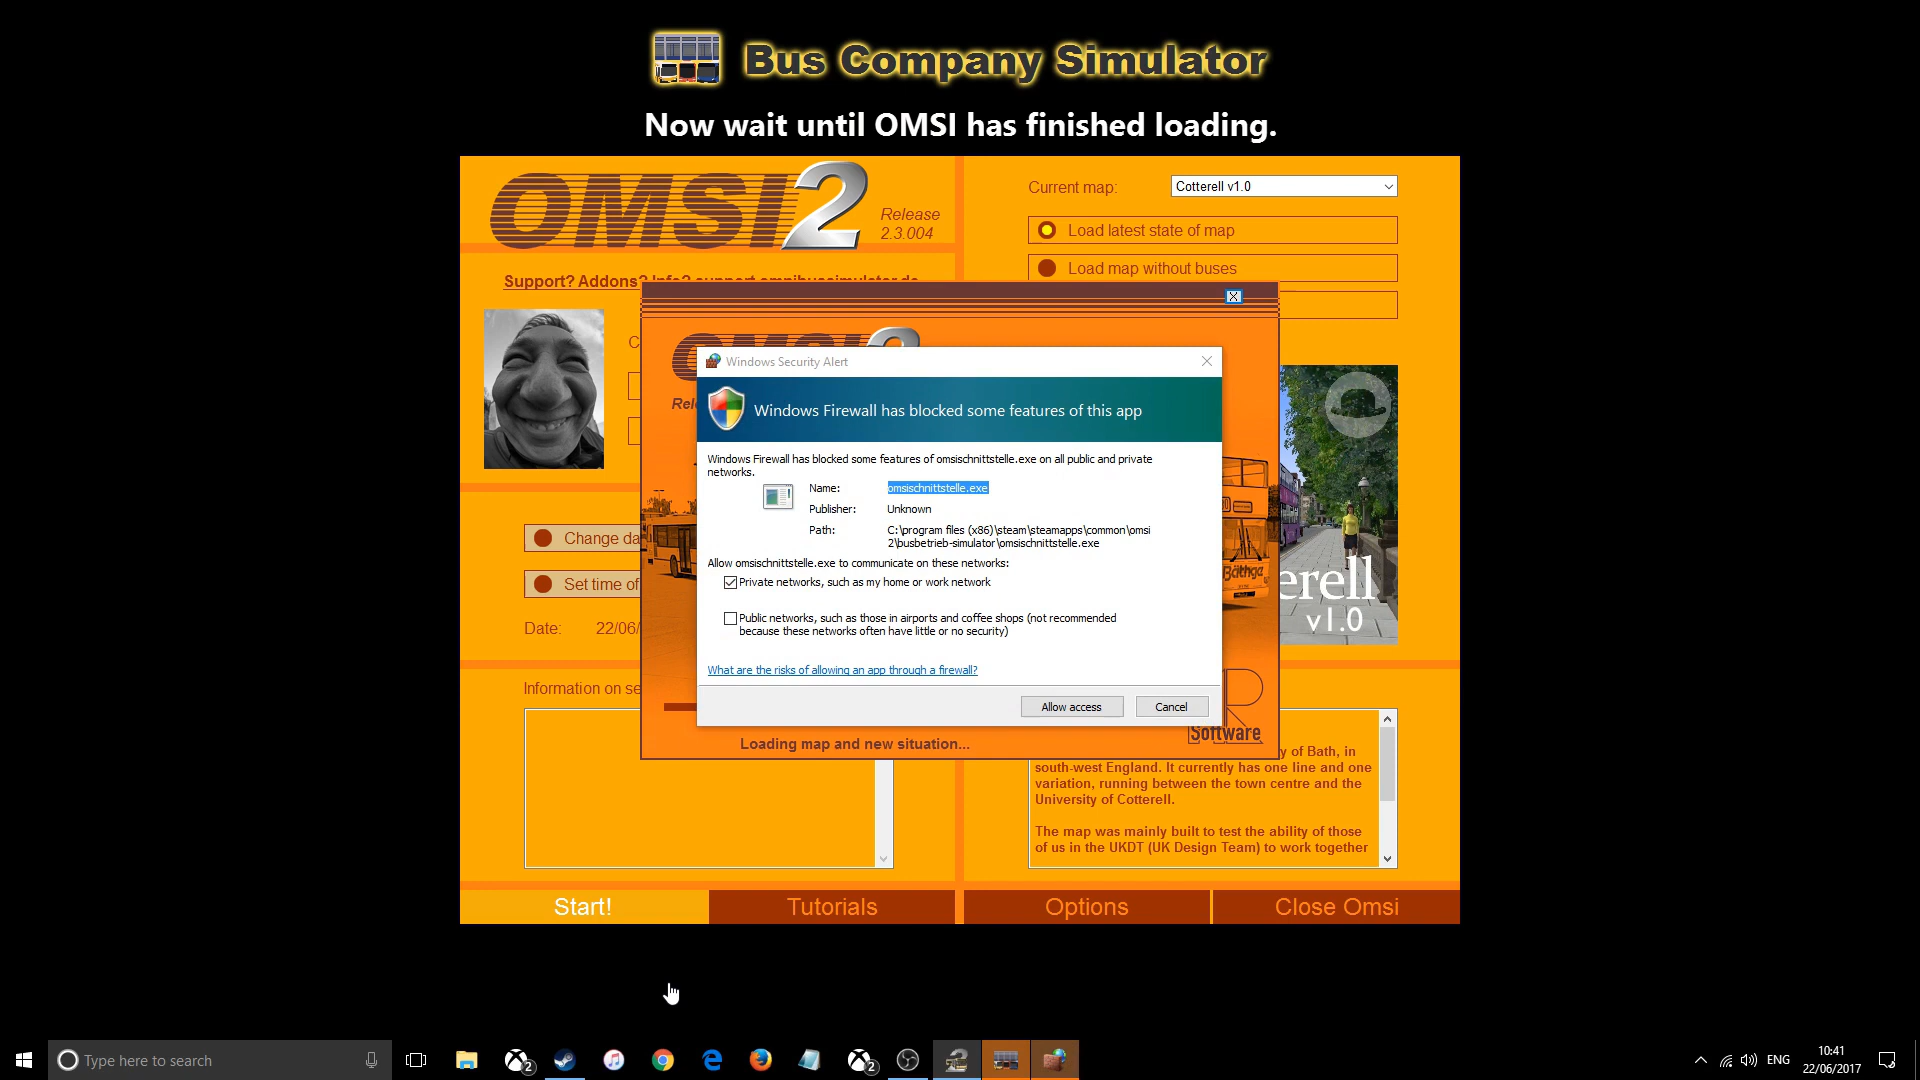 Bus Company Simulator
Now wait until OMSI has finished loading.
OMSI 2
Release
2.3.004
Current map:
Cotterell v1.0
Load latest state of map
Load map without buses
Support? Addons?
Windows Security Alert
Windows Firewall has blocked some features of this app
Windows Firewall has blocked some features of omsischnittstelle.exe on all public and private
networks.
Name:
omsischnittstelle.exe
Publisher:
Unknown
Path:
C:\program files (x86)\steam\steamapps\common\omsi
2\busbetrieb-simulator\omsischnittstelle.exe
Allow omsischnittstelle.exe to communicate on these networks:
Private networks, such as my home or work network
Public networks, such as those in airports and coffee shops (not recommended
because these networks often have little or no security)
What are the risks of allowing an app through a firewall?
Allow access
Cancel
Change da
Set time of
Date:
22/06/
erell
v1.0
Information on se
Software
Loading map and new situation...
y of Bath, in
south-west England. It currently has one line and one
variation, running between the town centre and the
University of Cotterell.
The map was mainly built to test the ability of those
of us in the UKDT (UK Design Team) to work together
Start!
Tutorials
Options
Close Omsi
Type here to search
2
2
ENG
10:41
22/06/2017